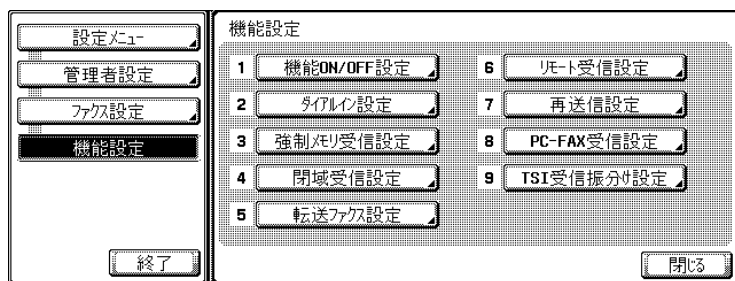 設定メニュー
管理者設定
ファクス設定
機能設定
終了
機能設定
1 機能ON/OFF設定
2 ダイアルイン設定
3 強制メモリ受信設定
4 閉域受信設定
5 転送ファクス設定
6 リモート受信設定
7 再送信設定
8 PC-FAX受信設定
9 TSI受信振分け設定
閉じる